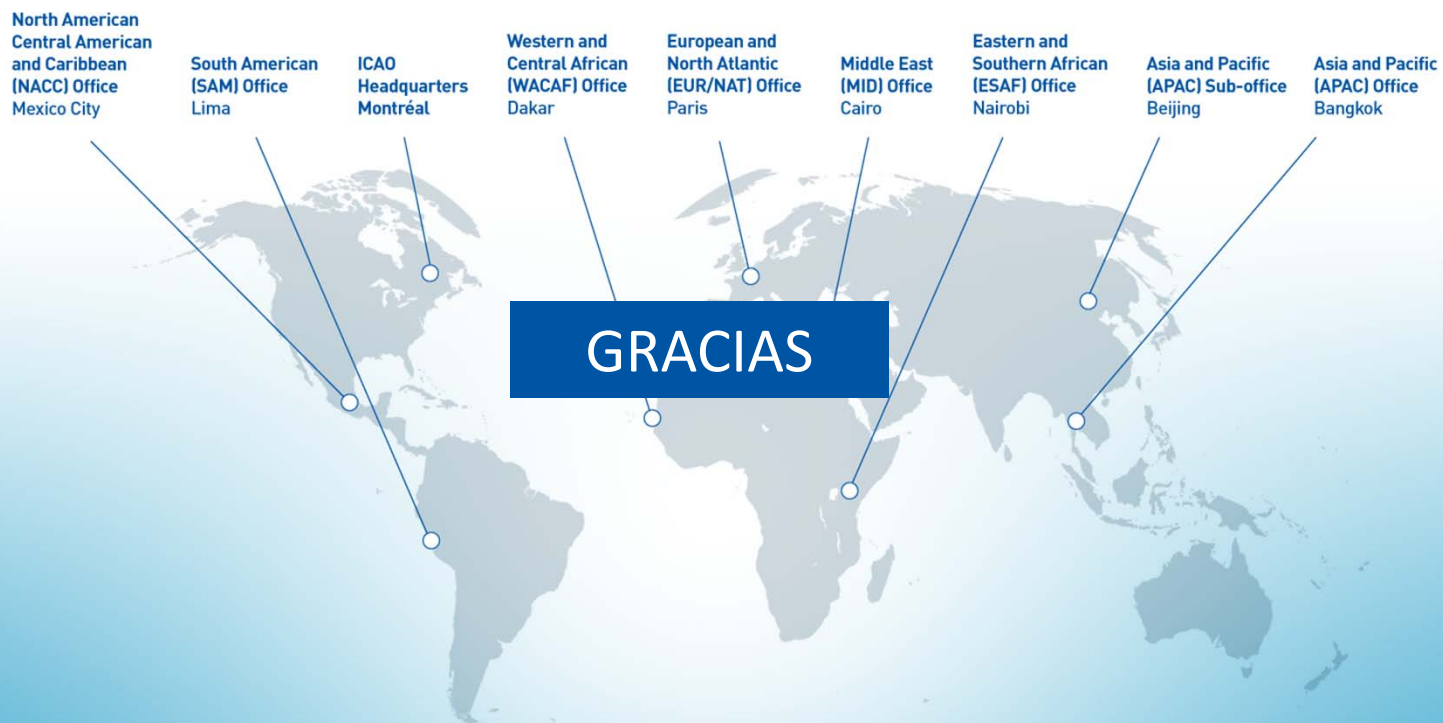 North American
Central American
and Caribbean
(NACC) Office
Mexico City
South American
(SAM) Office
Lima
ICAO
Headquarters
Montréal
Western and
Central African
(WACAF) Office
Dakar
European and
North Atlantic
(EUR/NAT) Office
Paris
Middle East
(MID) Office
Cairo
Eastern and
Southern African
(ESAF) Office
Nairobi
Asia and Pacific
(APAC) Sub-office
Beijing
Asia and Pacific
(APAC) Office
Bangkok
GRACIAS